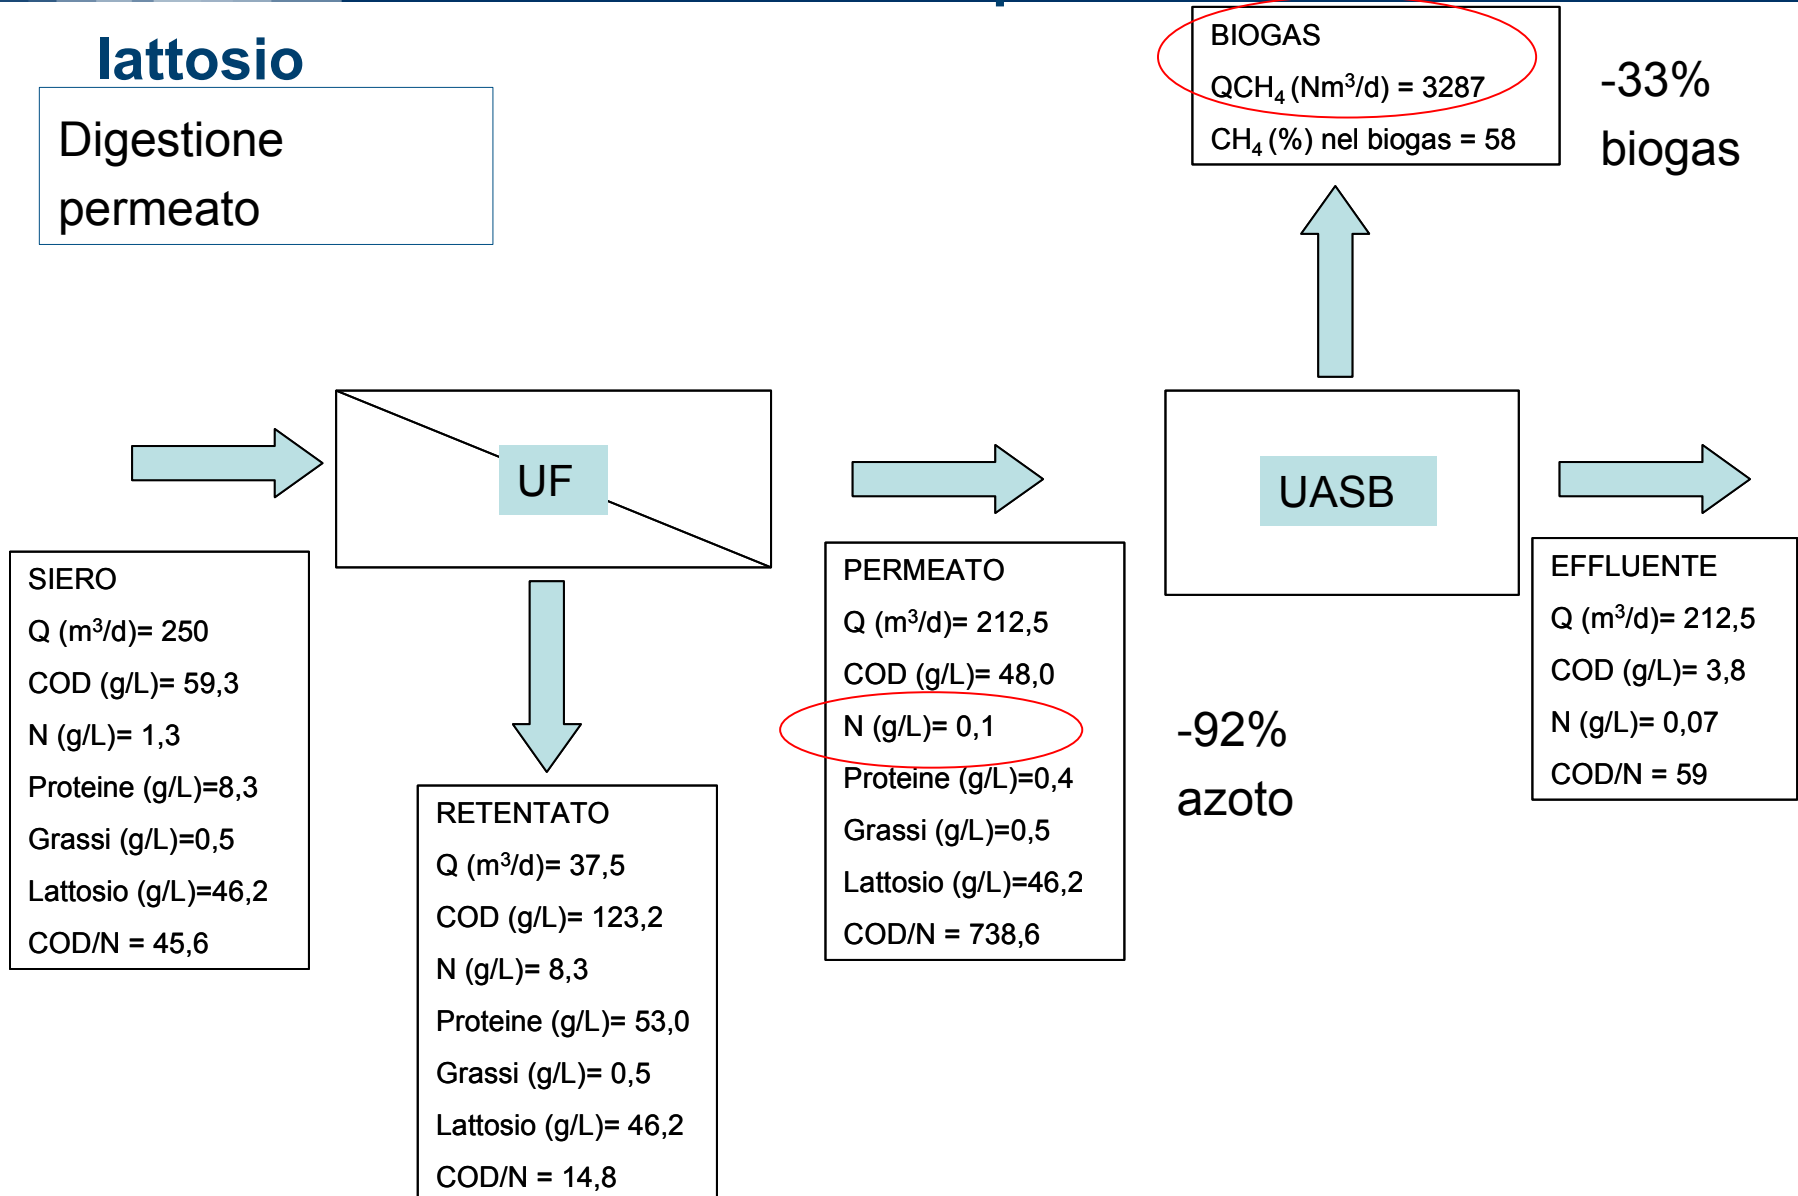 lattosio
Digestione
permeato
BIOGAS
QCH₄ (Nm³/d) = 3287
CH₄ (%) nel biogas = 58
-33%
biogas
UF
UASB
SIERO
Q (m³/d)= 250
COD (g/L)= 59,3
N (g/L)= 1,3
Proteine (g/L)=8,3
Grassi (g/L)=0,5
Lattosio (g/L)=46,2
COD/N = 45,6
RETENTATO
Q (m³/d)= 37,5
COD (g/L)= 123,2
N (g/L)= 8,3
Proteine (g/L)= 53,0
Grassi (g/L)= 0,5
Lattosio (g/L)= 46,2
COD/N = 14,8
PERMEATO
Q (m³/d)= 212,5
COD (g/L)= 48,0
N (g/L)= 0,1
Proteine (g/L)=0,4
Grassi (g/L)=0,5
Lattosio (g/L)=46,2
COD/N = 738,6
-92%
azoto
EFFLUENTE
Q (m³/d)= 212,5
COD (g/L)= 3,8
N (g/L)= 0,07
COD/N = 59